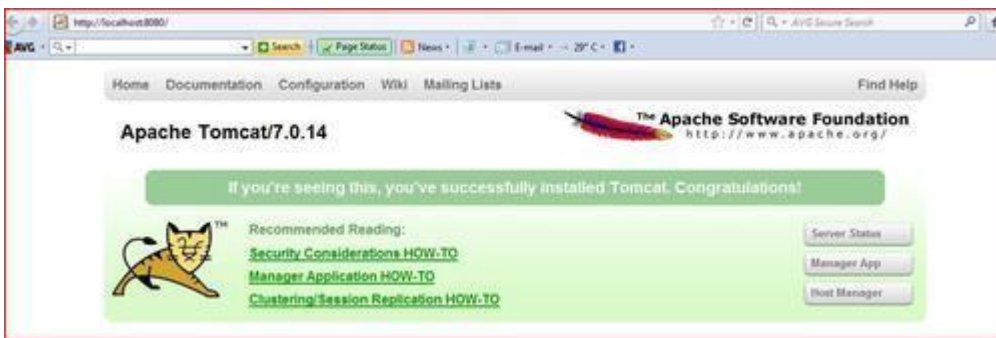 http://localhost:8080/
AVG Secure Search
AVG Search Page Status News E-mail 29° C
Home Documentation Configuration Wiki Mailing Lists Find Help
Apache Tomcat/7.0.14
The Apache Software Foundation
http://www.apache.org/
If you're seeing this, you've successfully installed Tomcat. Congratulations!
TM
Recommended Reading:
Security Considerations HOW-TO
Manager Application HOW-TO
Clustering/Session Replication HOW-TO
Server Status
Manager App
Host Manager